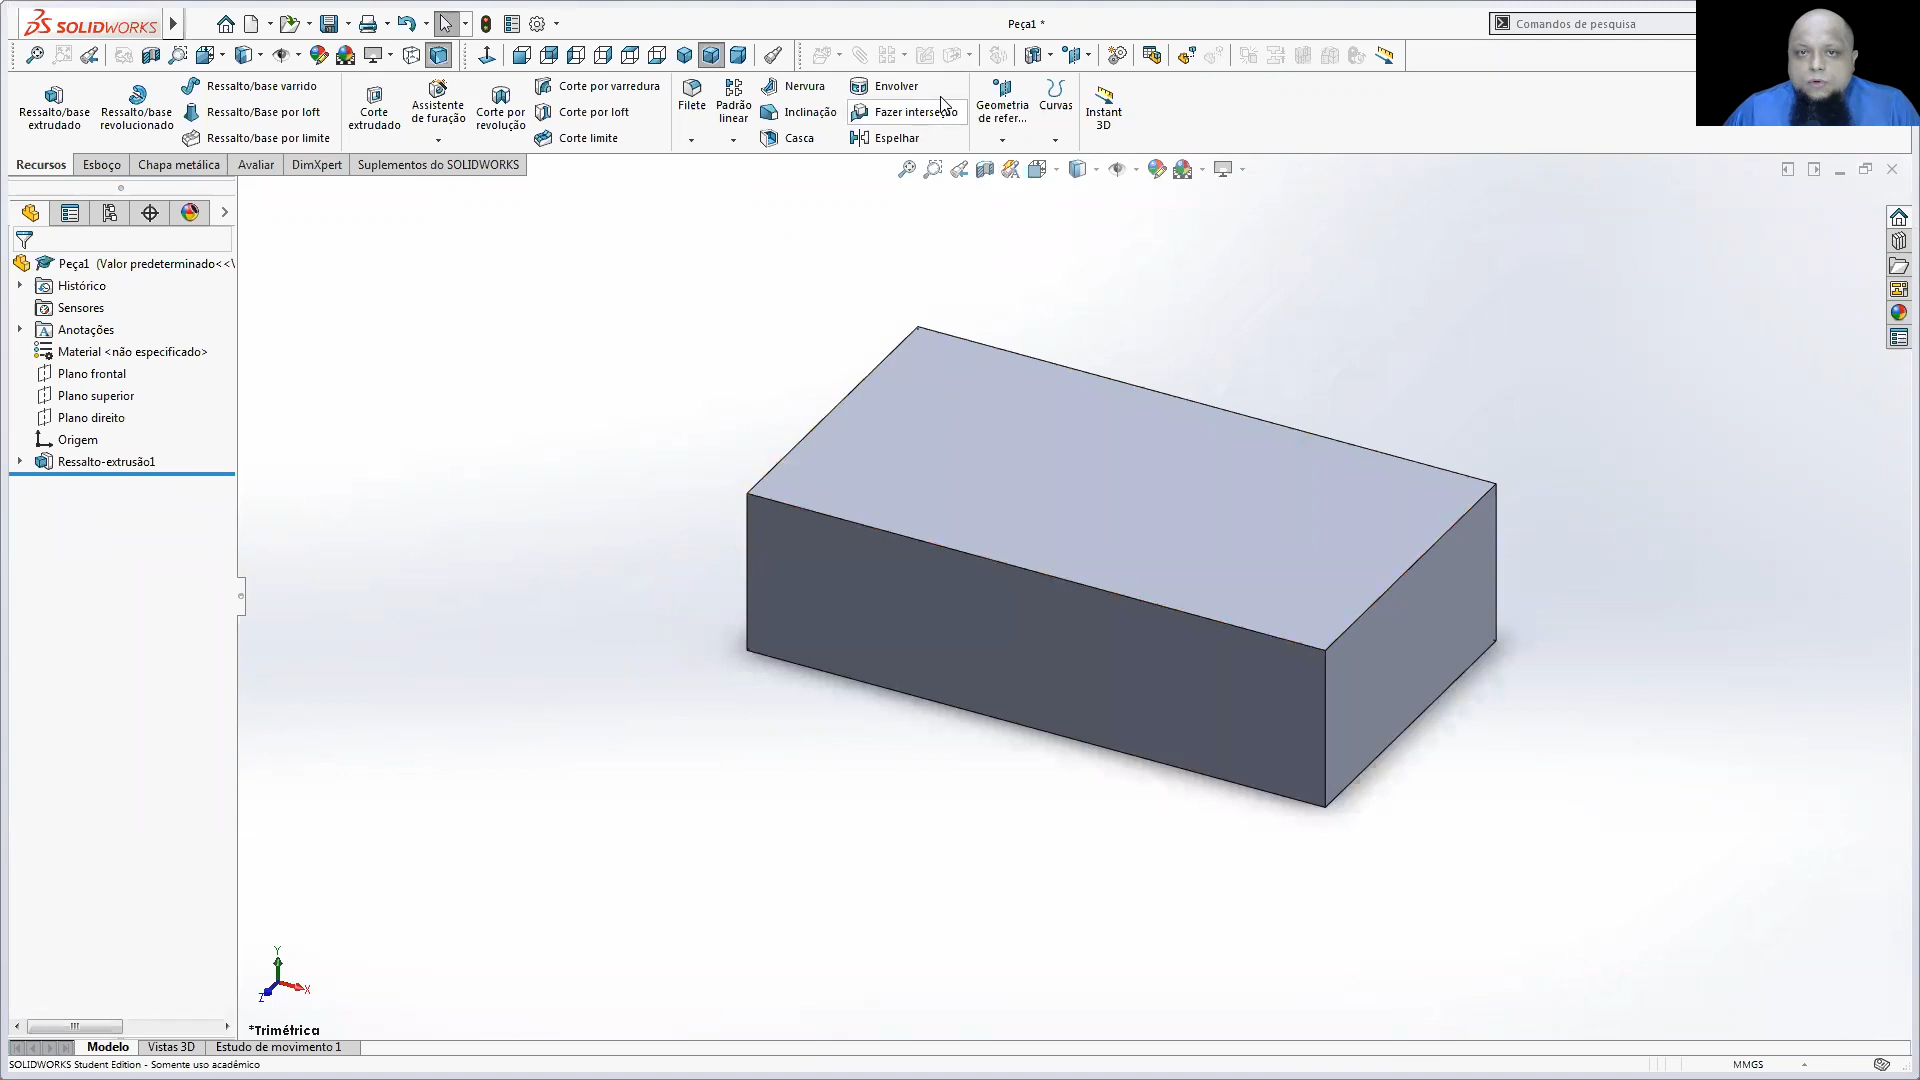 SOLIDWORKS
Peça1 *
Comandos de pesquisa
Ressalto/base extrudado
Ressalto/base revolucionado
Ressalto/base varrido
Ressalto/Base por loft
Ressalto/base por limite
Corte extrudado
Assistente de furação
Corte por revolução
Corte por varredura
Corte por loft
Corte limite
Filete
Padrão linear
Nervura
Inclinação
Casca
Envolver
Fazer interseção
Espelhar
Geometria de refer...
Curvas
Instant 3D
Recursos
Esboço
Chapa metálica
Avaliar
DimXpert
Suplementos do SOLIDWORKS
Peça1 (Valor predeterminado<<\
Histórico
Sensores
Anotações
Material <não especificado>
Plano frontal
Plano superior
Plano direito
Origem
Ressalto-extrusão1
Y
X
Z
*Trimétrica
Modelo
Vistas 3D
Estudo de movimento 1
SOLIDWORKS Student Edition - Somente uso acadêmico
MMGS